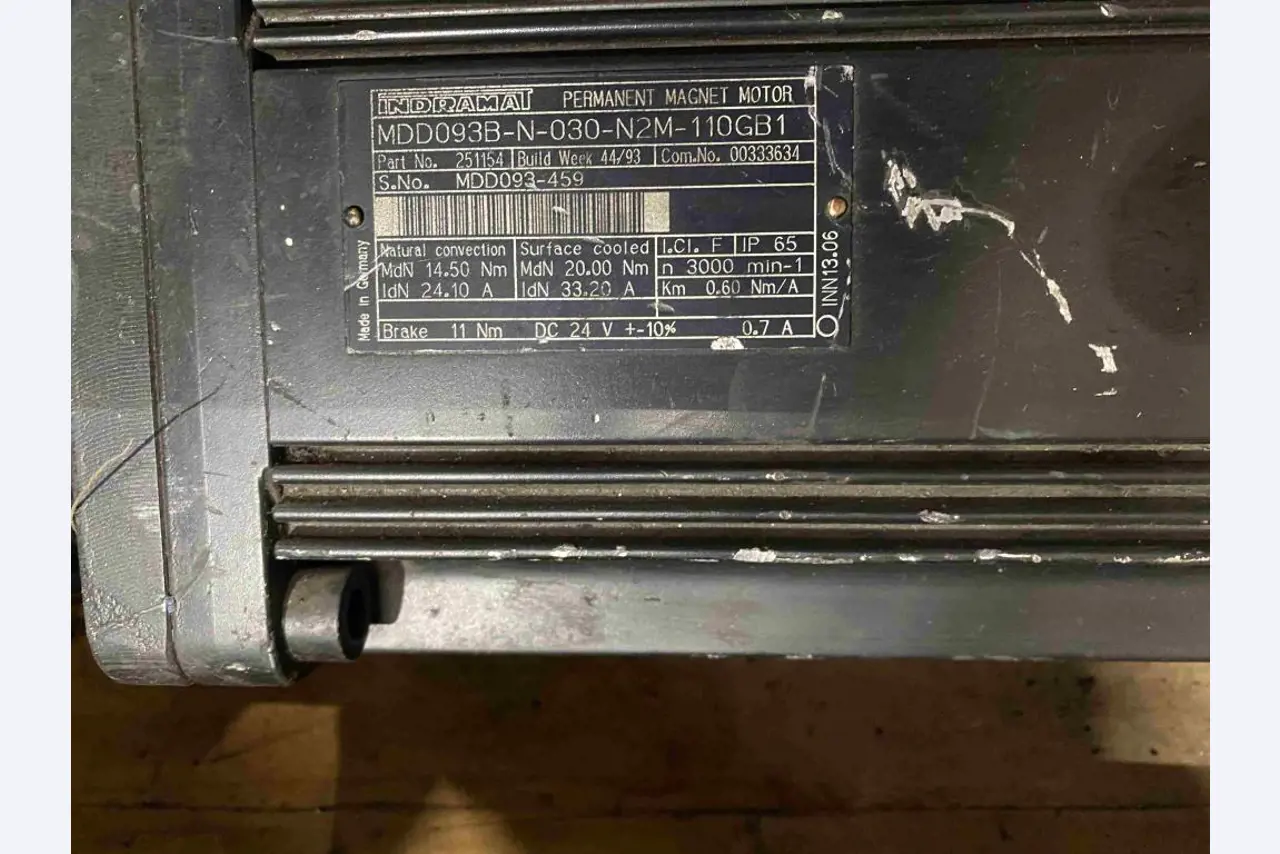 INDRAMAT PERMANENT MAGNET MOTOR
MDD093B-N-030-N2M-110GB1
Part No. 251154 Build Week 44/93 Com.No. 00333634
S.No. MDD093-459
Natural convection Surface cooled I.Cl. F IP 65
MdN 14.50 Nm MdN 20.00 Nm n 3000 min-1
IdN 24.10 A IdN 33.20 A Km 0.60 Nm/A
Brake 11 Nm DC 24 V +-10% 0.7 A
Made in Germany
INN13.06